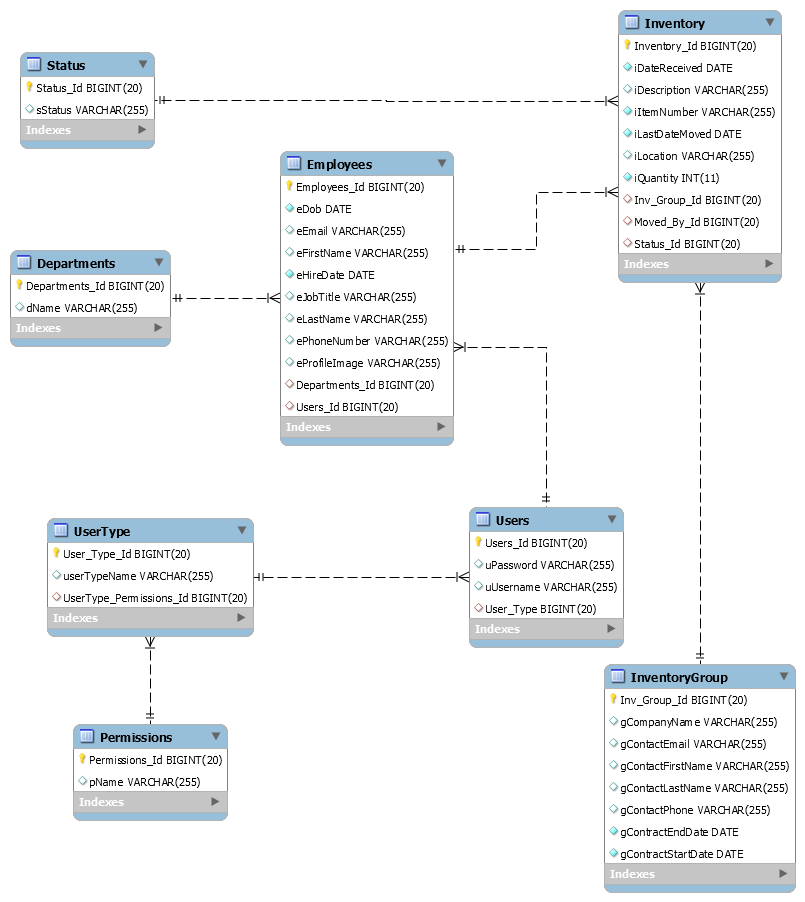 Status
Status_Id BIGINT(20)
sStatus VARCHAR(255)
Indexes
Inventory
Inventory_Id BIGINT(20)
iDateReceived DATE
iDescription VARCHAR(255)
iItemNumber VARCHAR(255)
iLastDateMoved DATE
iLocation VARCHAR(255)
iQuantity INT(11)
Inv_Group_Id BIGINT(20)
Moved_By_Id BIGINT(20)
Status_Id BIGINT(20)
Indexes
Employees
Employees_Id BIGINT(20)
eDob DATE
eEmail VARCHAR(255)
eFirstName VARCHAR(255)
eHireDate DATE
eJobTitle VARCHAR(255)
eLastName VARCHAR(255)
ePhoneNumber VARCHAR(255)
eProfileImage VARCHAR(255)
Departments_Id BIGINT(20)
Users_Id BIGINT(20)
Indexes
Departments
Departments_Id BIGINT(20)
dName VARCHAR(255)
Indexes
UserType
User_Type_Id BIGINT(20)
userTypeName VARCHAR(255)
UserType_Permissions_Id BIGINT(20)
Indexes
Users
Users_Id BIGINT(20)
uPassword VARCHAR(255)
uUsername VARCHAR(255)
User_Type BIGINT(20)
Indexes
Permissions
Permissions_Id BIGINT(20)
pName VARCHAR(255)
Indexes
InventoryGroup
Inv_Group_Id BIGINT(20)
gCompanyName VARCHAR(255)
gContactEmail VARCHAR(255)
gContactFirstName VARCHAR(255)
gContactLastName VARCHAR(255)
gContactPhone VARCHAR(255)
gContractEndDate DATE
gContractStartDate DATE
Indexes